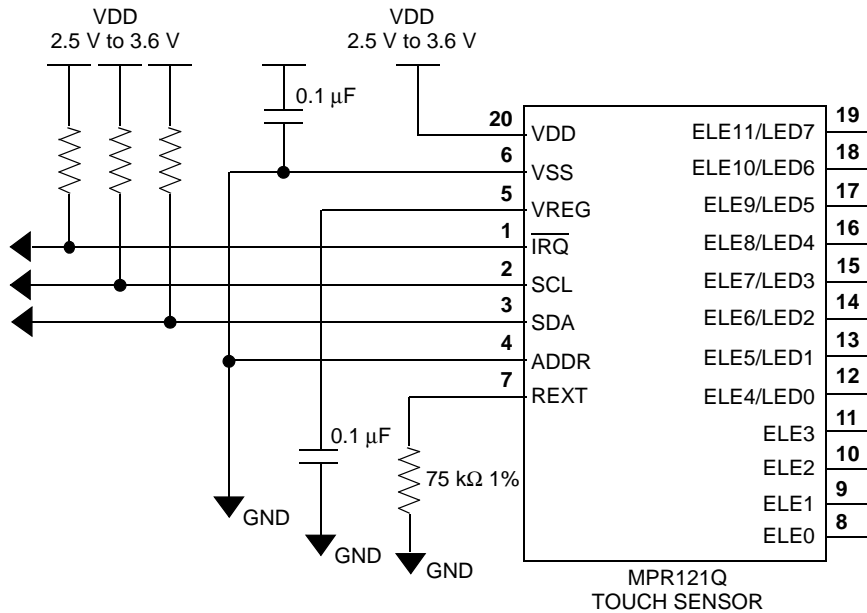 VDD
2.5 V to 3.6 V
VDD
2.5 V to 3.6 V
0.1 μF
20
VDD
6
VSS
5
VREG
1
IRQ
2
SCL
3
SDA
4
ADDR
7
REXT
ELE11/LED7
19
ELE10/LED6
18
ELE9/LED5
17
ELE8/LED4
16
ELE7/LED3
15
ELE6/LED2
14
ELE5/LED1
13
ELE4/LED0
12
ELE3
11
ELE2
10
ELE1
9
ELE0
8
0.1 μF
75 kΩ 1%
GND
GND
GND
MPR121Q
TOUCH SENSOR